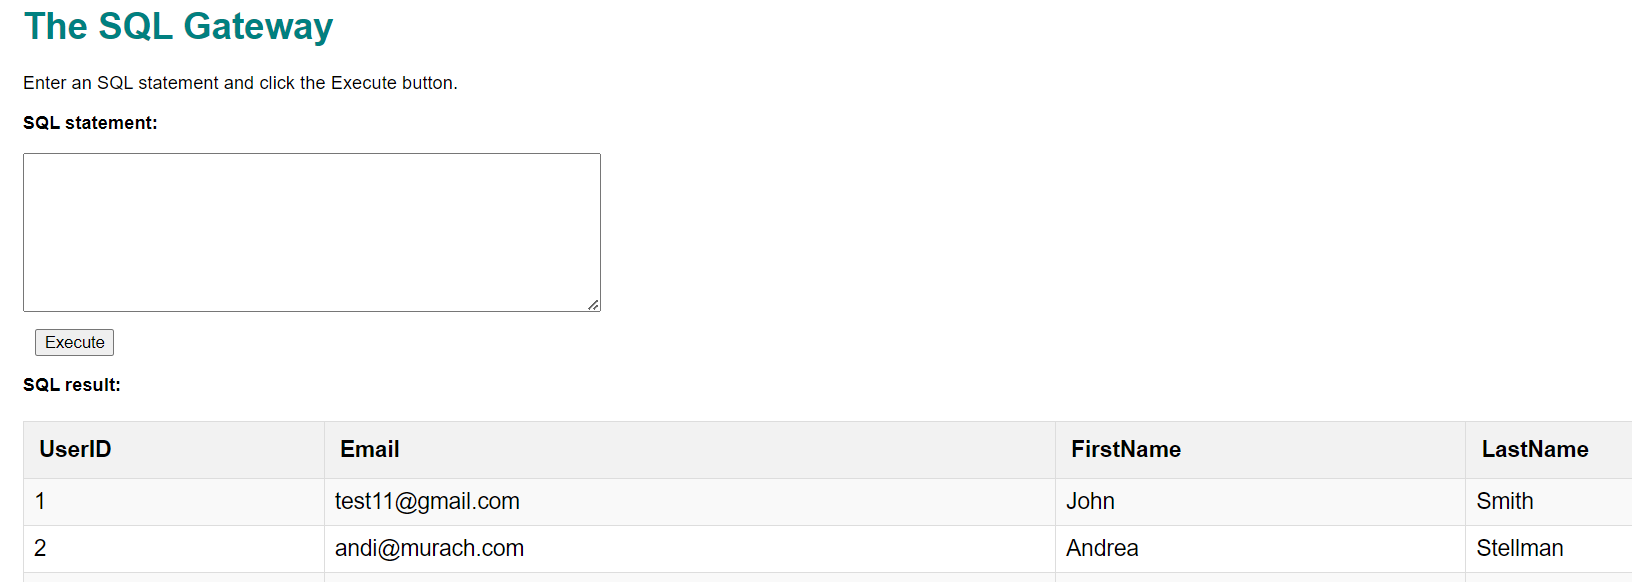 The SQL Gateway
Enter an SQL statement and click the Execute button.
SQL statement:
Execute
SQL result:
UserID Email FirstName LastName
1 test11@gmail.com John Smith
2 andi@murach.com Andrea Stellman